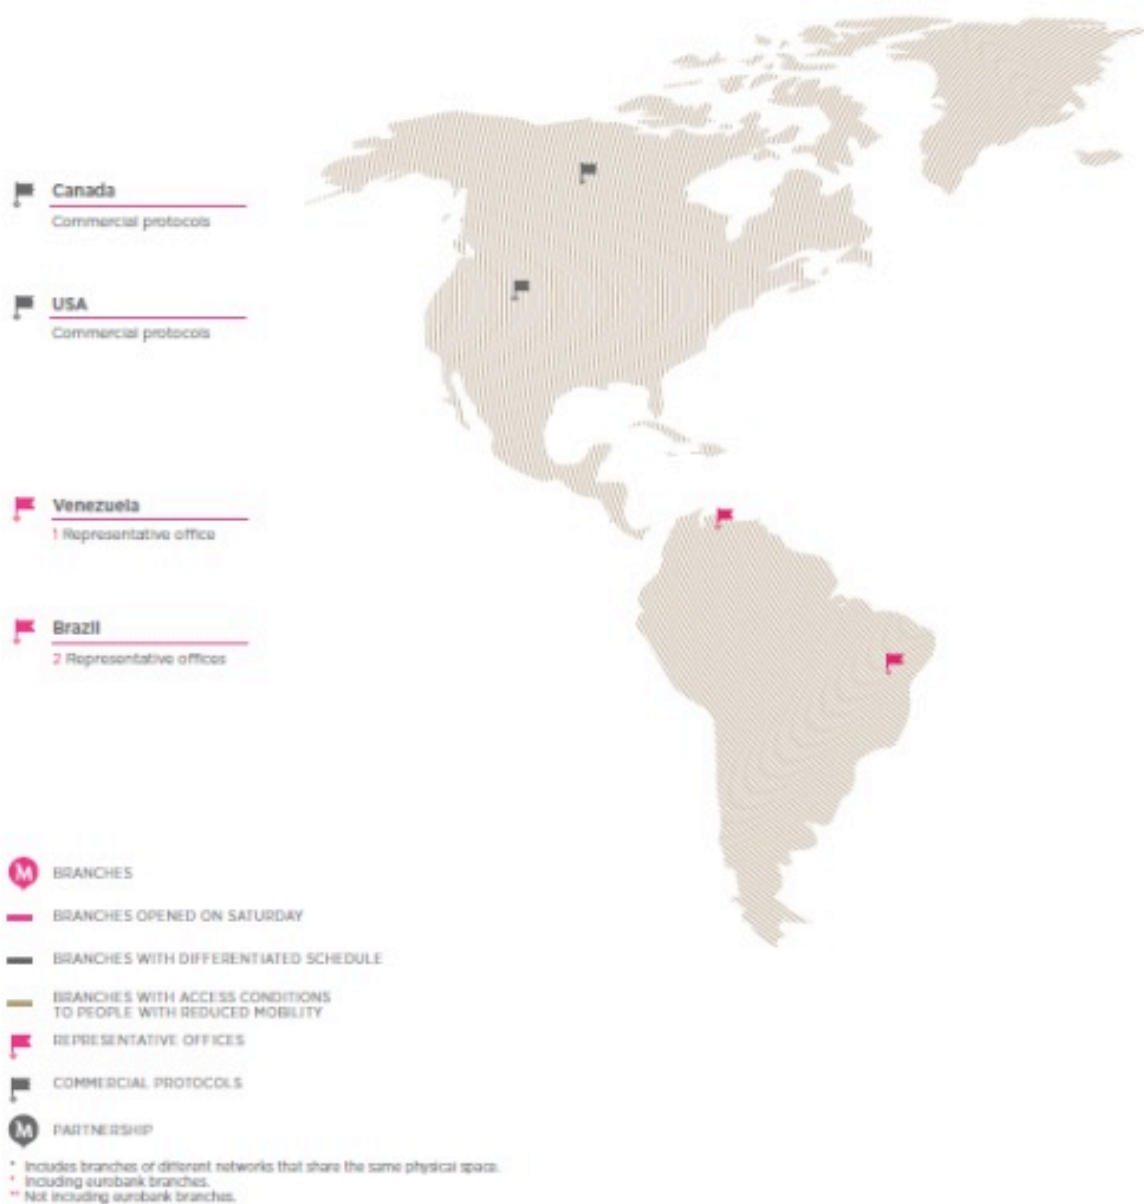 Canada
Commercial protocols
USA
Commercial protocols
Venezuela
1 Representative office
Brazil
2 Representative offices
M BRANCHES
BRANCHES OPENED ON SATURDAY
BRANCHES WITH DIFFERENTIATED SCHEDULE
BRANCHES WITH ACCESS CONDITIONS
TO PEOPLE WITH REDUCED MOBILITY
REPRESENTATIVE OFFICES
COMMERCIAL PROTOCOLS
M PARTNERSHIP
* Includes branches of different networks that share the same physical space.
* Including eurobank branches.
** Not including eurobank branches.